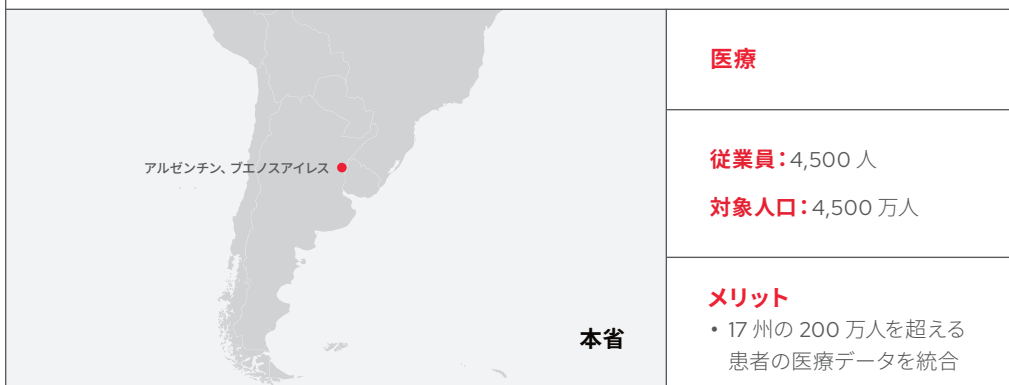 アルゼンチン、ブエノスアイレス
本省
医療
従業員：4,500 人
対象人口：4,500 万人
メリット
• 17 州の 200 万人を超える
患者の医療データを統合